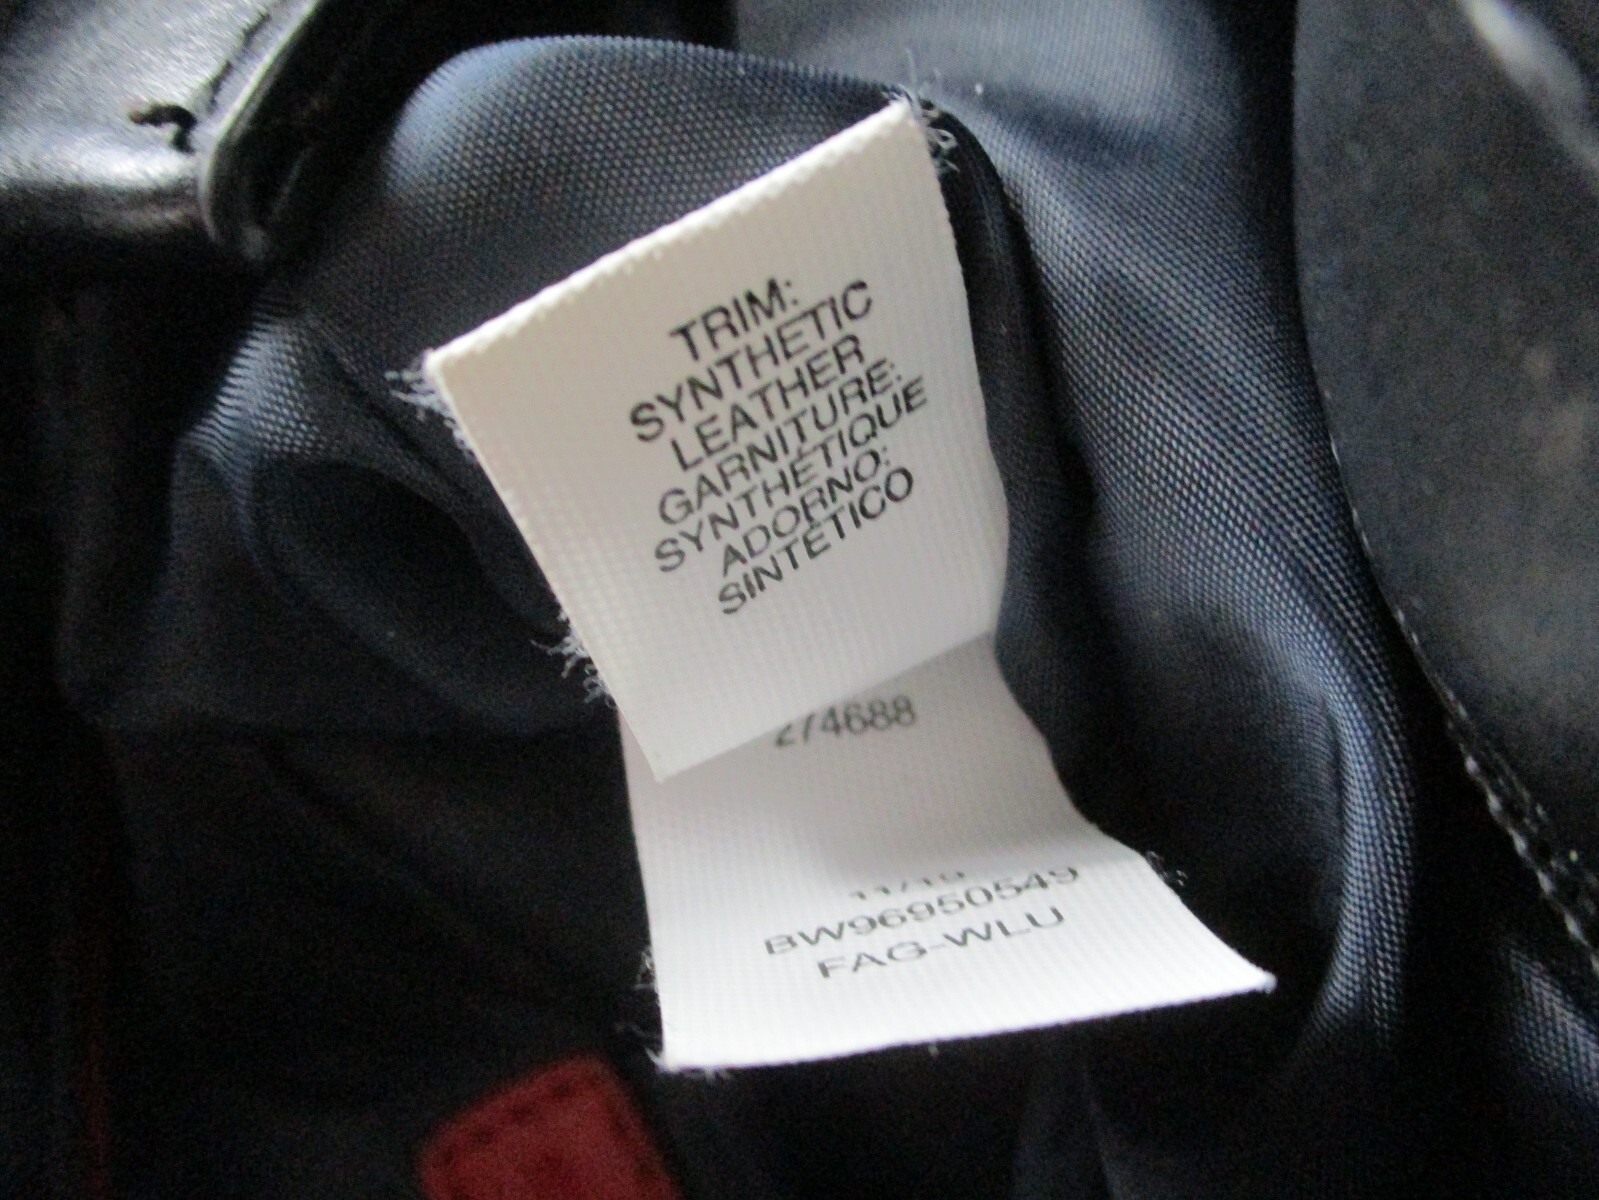 TRIM:
SYNTHETIC
LEATHER
GARNITURE:
SYNTHÉTIQUE
ADORNO:
SINTÉTICO
274688
BW96950549
FAG-WLU